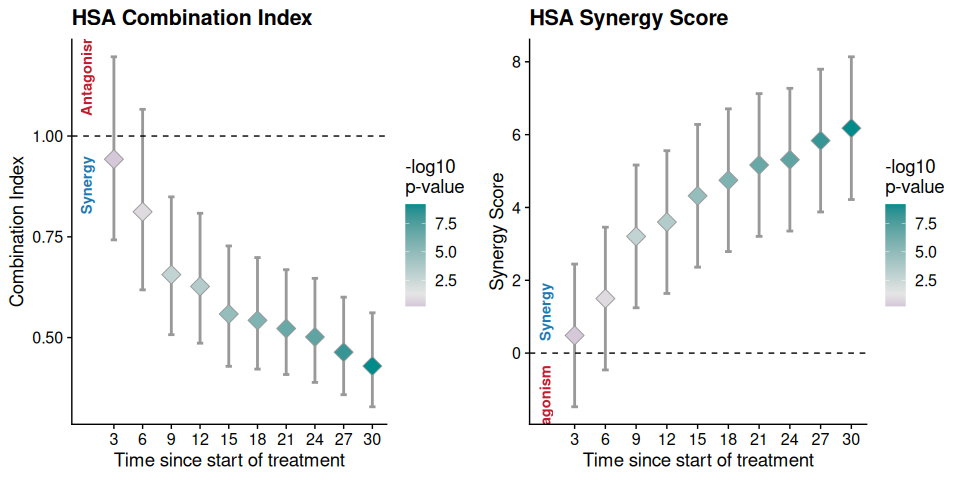 HSA Combination Index
Antagonisr
Synergy
1.00
0.75
0.50
Combination Index
3 6 9 12 15 18 21 24 27 30
Time since start of treatment
-log10
p-value
7.5
5.0
2.5
HSA Synergy Score
8
6
4
2
0
Synergy Score
Synergy
agonism
3 6 9 12 15 18 21 24 27 30
Time since start of treatment
-log10
p-value
7.5
5.0
2.5